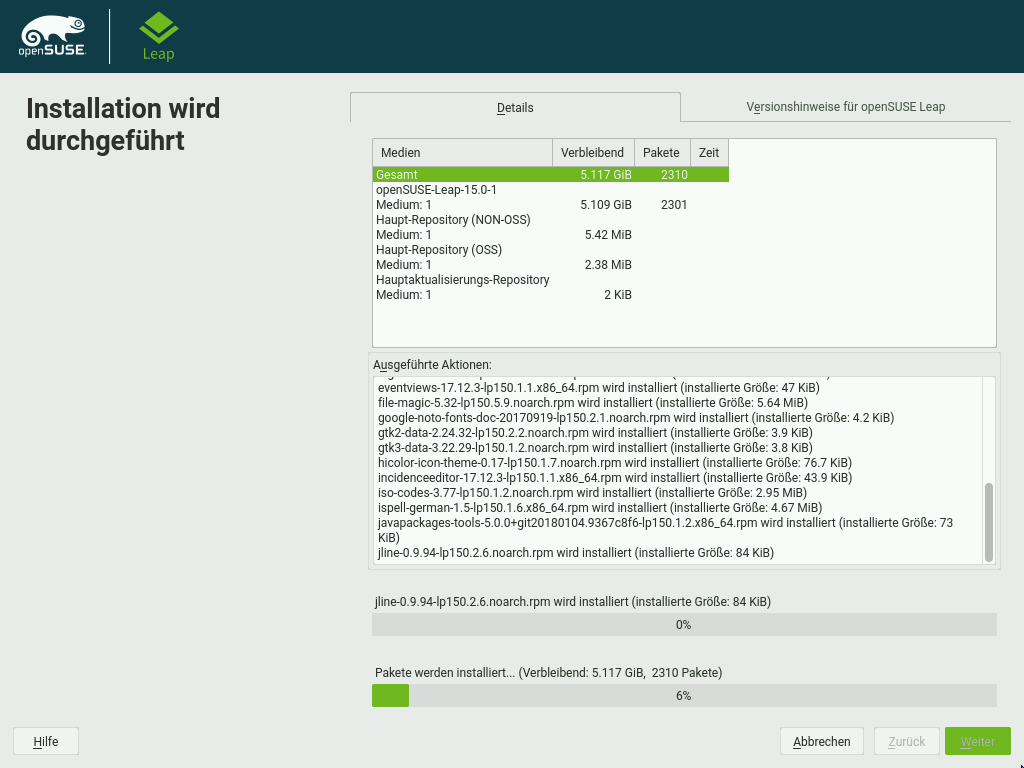 openSUSE
Leap
Installation wird
durchgeführt
Details
Versionshinweise für openSUSE Leap
Medien Verbleibend Pakete Zeit
Gesamt 5.117 GiB 2310
openSUSE-Leap-15.0-1
Medium: 1 5.109 GiB 2301
Haupt-Repository (NON-OSS)
Medium: 1 5.42 MiB
Haupt-Repository (OSS)
Medium: 1 2.38 MiB
Hauptaktualisierungs-Repository
Medium: 1 2 KiB
Ausgeführte Aktionen:
eventviews-17.12.3-lp150.1.1.x86_64.rpm wird installiert (installierte Größe: 47 KiB)
file-magic-5.32-lp150.5.9.noarch.rpm wird installiert (installierte Größe: 5.64 MiB)
google-noto-fonts-doc-20170919-lp150.2.1.noarch.rpm wird installiert (installierte Größe: 4.2 KiB)
gtk2-data-2.24.32-lp150.2.2.noarch.rpm wird installiert (installierte Größe: 3.9 KiB)
gtk3-data-3.22.29-lp150.1.2.noarch.rpm wird installiert (installierte Größe: 3.8 KiB)
hicolor-icon-theme-0.17-lp150.1.7.noarch.rpm wird installiert (installierte Größe: 76.7 KiB)
incidenceeditor-17.12.3-lp150.1.1.x86_64.rpm wird installiert (installierte Größe: 43.9 KiB)
iso-codes-3.77-lp150.1.2.noarch.rpm wird installiert (installierte Größe: 2.95 MiB)
ispell-german-1.5-lp150.1.6.x86_64.rpm wird installiert (installierte Größe: 4.67 MiB)
javapackages-tools-5.0.0+git20180104.9367c8f6-lp150.1.2.x86_64.rpm wird installiert (installierte Größe: 73
KiB)
jline-0.9.94-lp150.2.6.noarch.rpm wird installiert (installierte Größe: 84 KiB)
jline-0.9.94-lp150.2.6.noarch.rpm wird installiert (installierte Größe: 84 KiB)
0%
Pakete werden installiert... (Verbleibend: 5.117 GiB, 2310 Pakete)
6%
Hilfe
Abbrechen
Zurück
Weiter